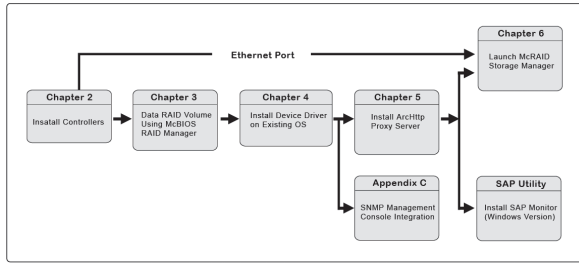 Chapter 6
Launch McRAID
Storage Manager
Ethernet Port
Chapter 2
Insatall Controllers
Chapter 3
Data RAID Volume
Using McBIOS
RAID Manager
Chapter 4
Install Device Driver
on Existing OS
Chapter 5
Install ArcHttp
Proxy Server
Appendix C
SNMP Management
Console Integration
SAP Utility
Install SAP Monitor
(Windows Version)